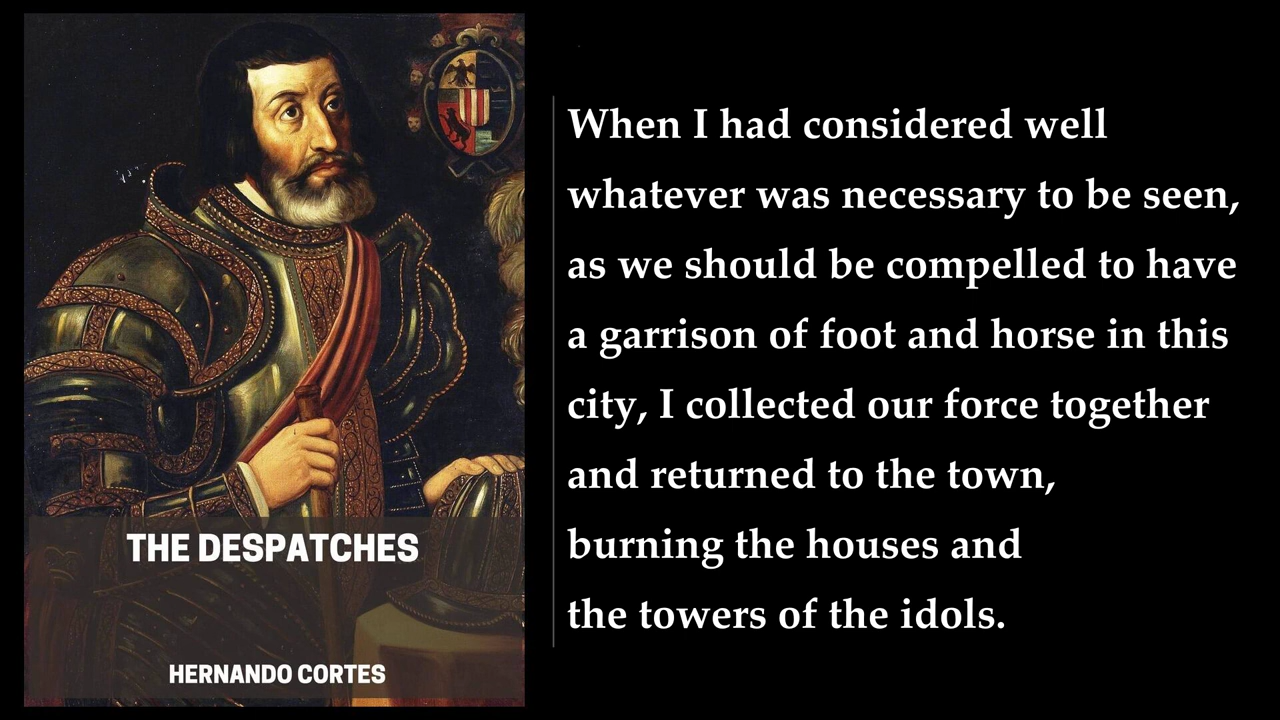 THE DESPATCHES
HERNANDO CORTES
When I had considered well
whatever was necessary to be seen,
as we should be compelled to have
a garrison of foot and horse in this
city, I collected our force together
and returned to the town,
burning the houses and
the towers of the idols.